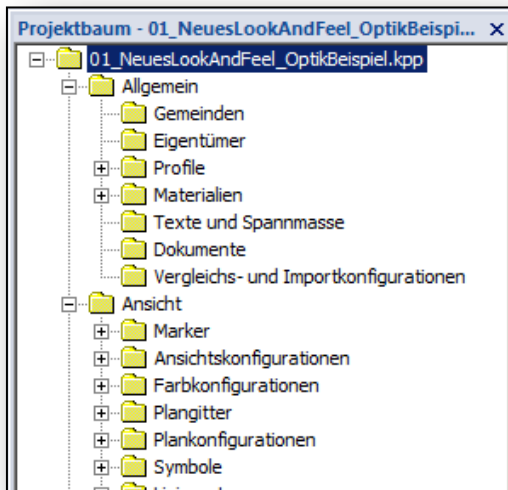 Projektbaum - 01_NeuesLookAndFeel_OptikBeispi...
01_NeuesLookAndFeel_OptikBeispiel.kpp
Allgemein
Gemeinden
Eigentümer
Profile
Materialien
Texte und Spannmasse
Dokumente
Vergleichs- und Importkonfigurationen
Ansicht
Marker
Ansichtskonfigurationen
Farbkonfigurationen
Plangitter
Plankonfigurationen
Symbole